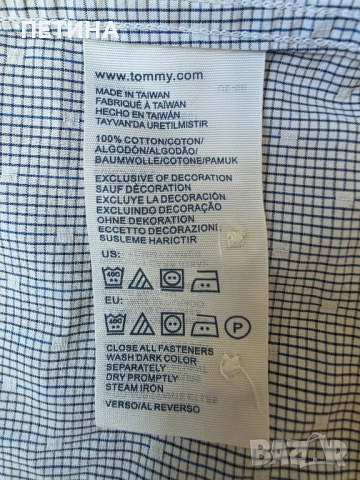 ПЕТИНА
www.tommy.com
MADE IN TAIWAN
FABRIQUÉ À TAÏWAN
HECHO EN TAIWÁN
TAYVAN'DA URETILMISTIR
100% COTTON/COTON/
ALGODÓN/ALGODÃO/
BAUMWOLLE/COTONE/PAMUK
EXCLUSIVE OF DECORATION
SAUF DÉCORATION
EXCLUYE LA DECORACIÓN
EXCLUINDO DECORAÇÃO
OHNE DEKORATION
ECCETTO DECORAZIONI
SUSLEME HARICTIR
US:
EU:
P
CLOSE ALL FASTENERS
WASH DARK COLOR
SEPARATELY
DRY PROMPTLY
STEAM IRON
VERSO/AL REVERSO
BAZAR